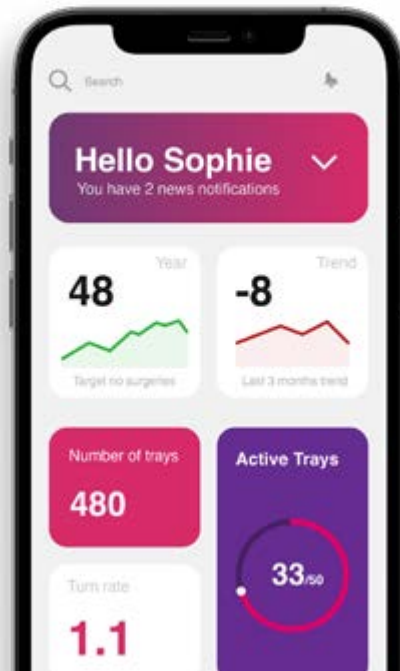 Search
Hello Sophie
You have 2 news notifications
Year
48
Target no surgeries
Trend
-8
Last 3 months trend
Number of trays
480
Active Trays
33/50
Turn rate
1.1